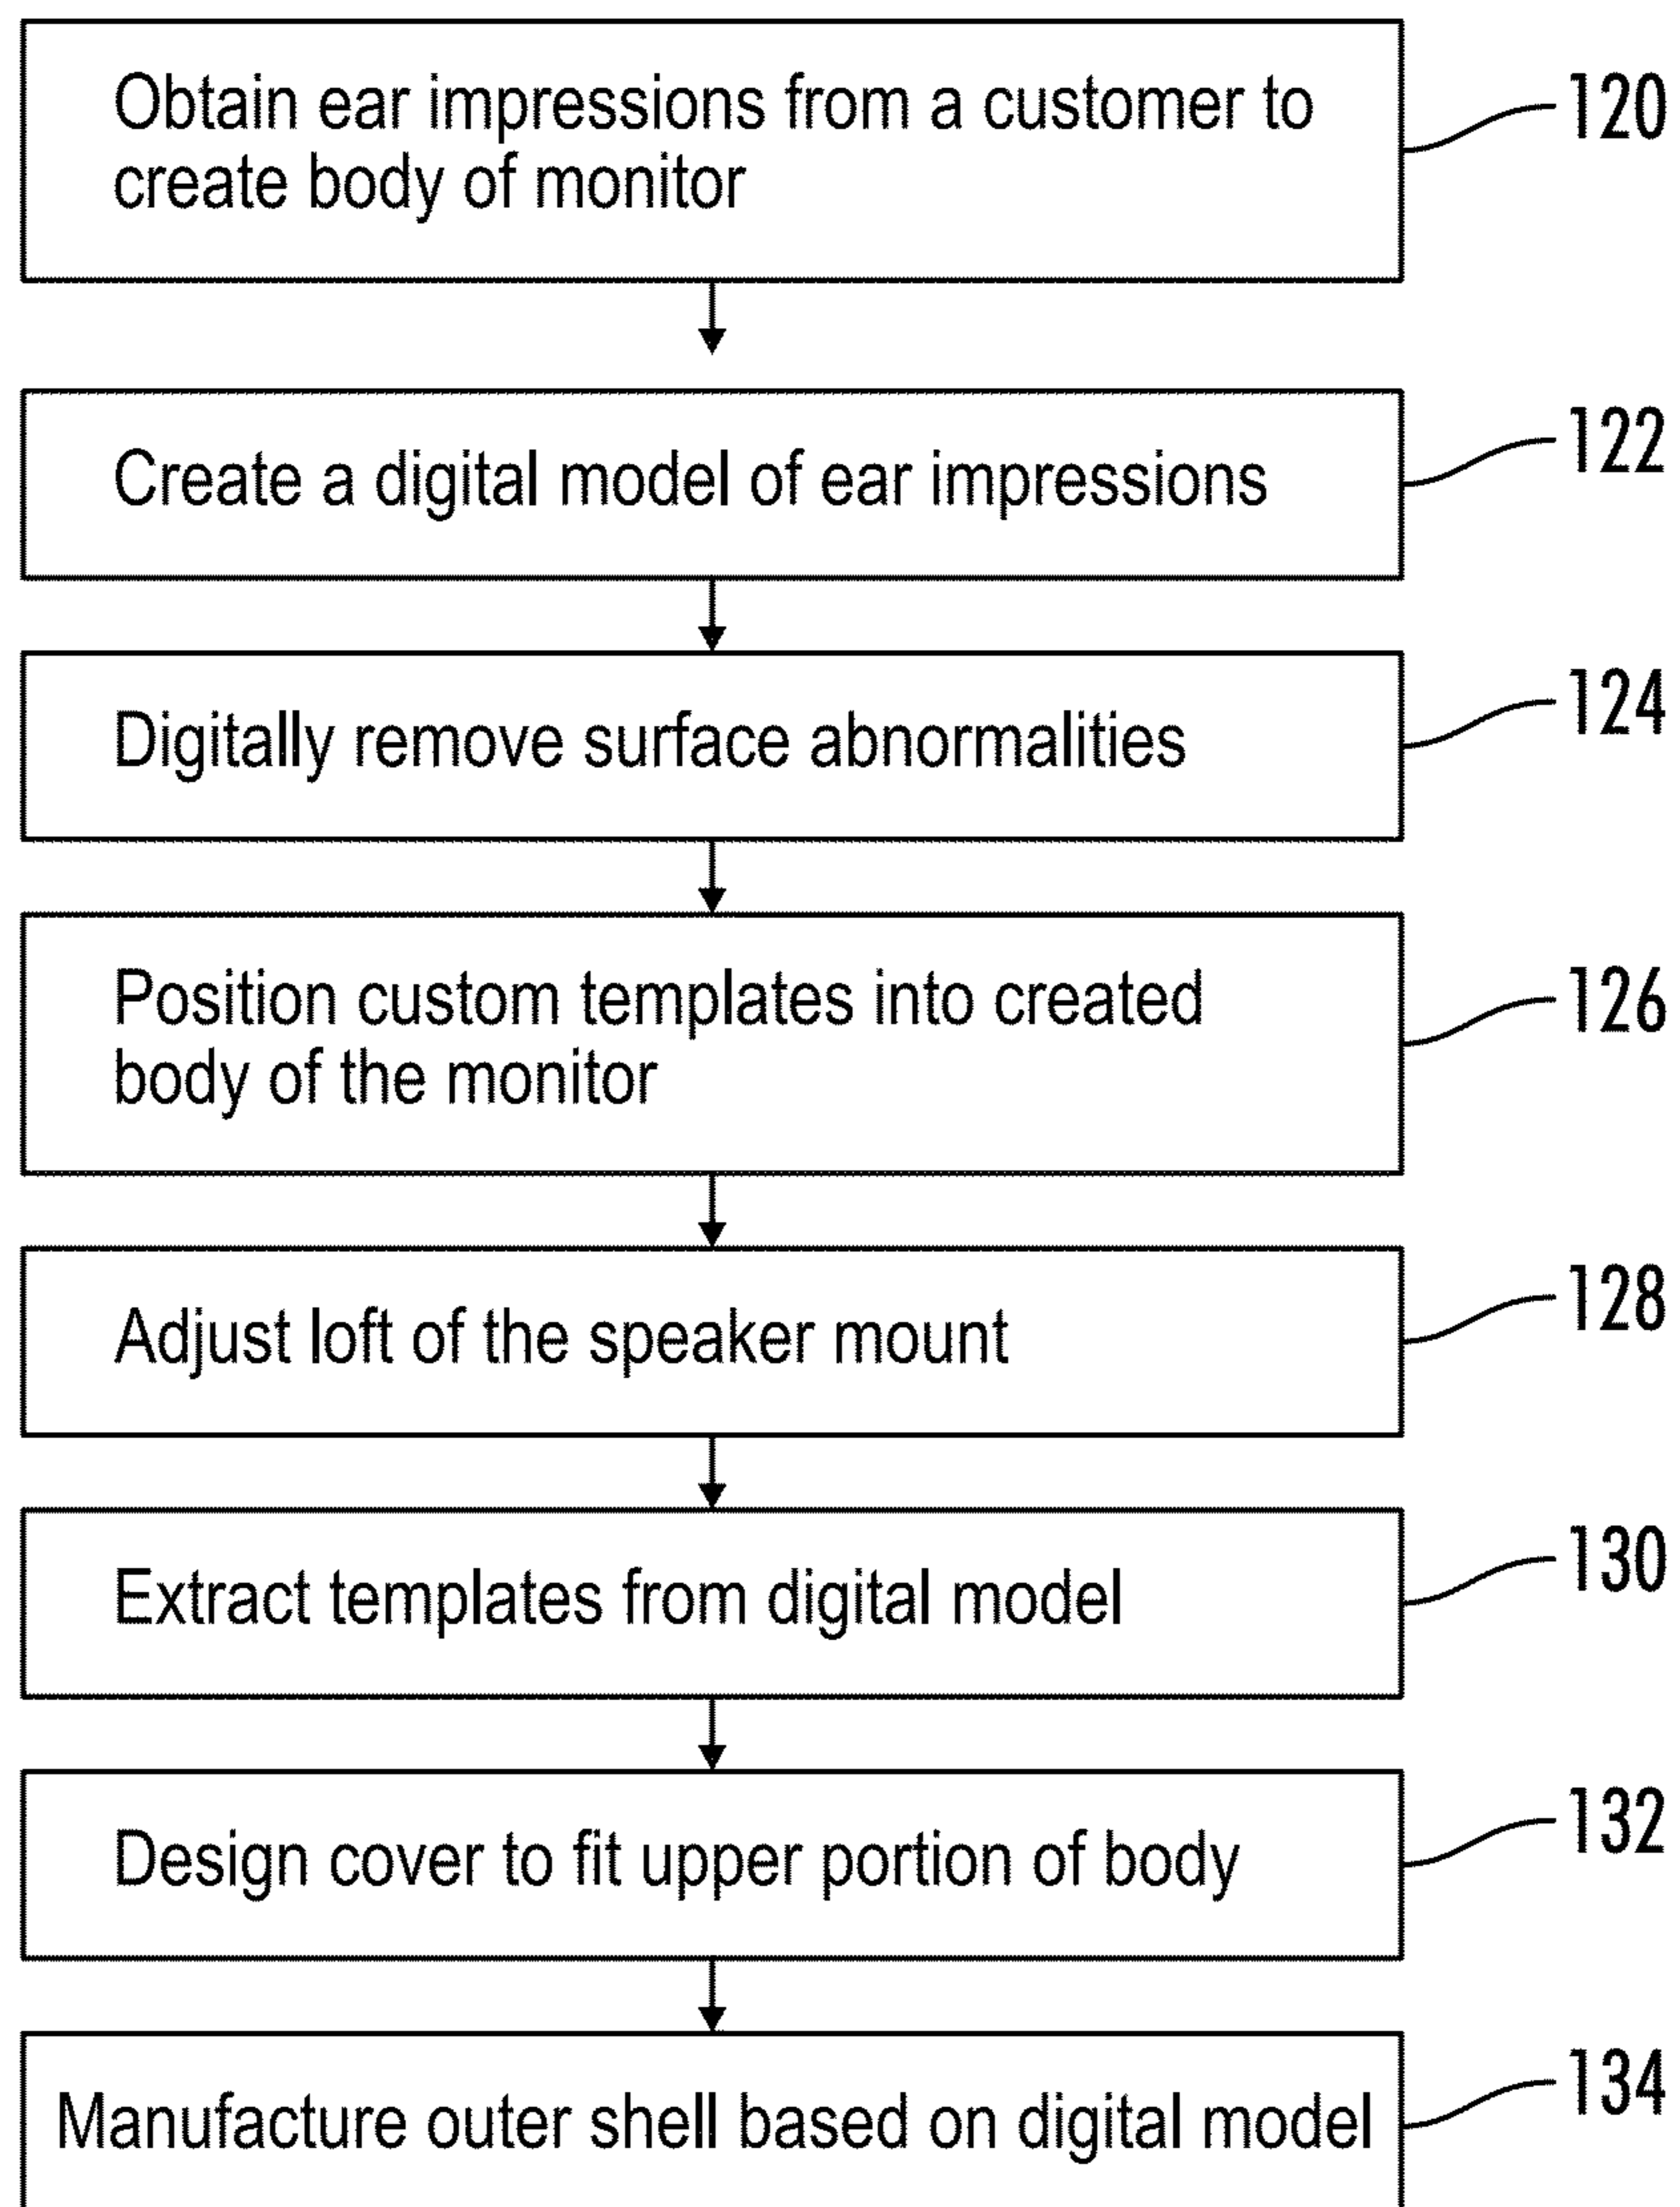 Obtain ear impressions from a customer to
create body of monitor
120
Create a digital model of ear impressions
122
Digitally remove surface abnormalities
124
Position custom templates into created
body of the monitor
126
Adjust loft of the speaker mount
128
Extract templates from digital model
130
Design cover to fit upper portion of body
132
Manufacture outer shell based on digital model
134